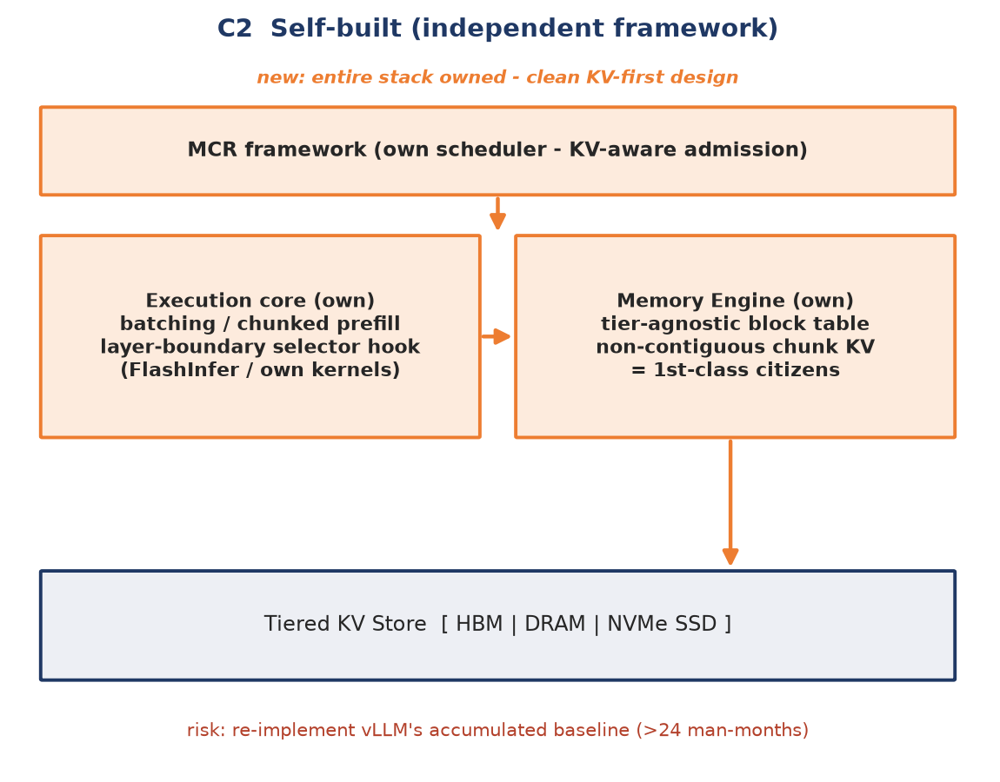 C2  Self-built (independent framework)
new: entire stack owned - clean KV-first design
MCR framework (own scheduler - KV-aware admission)
Execution core (own)
batching / chunked prefill
layer-boundary selector hook
(FlashInfer / own kernels)
Memory Engine (own)
tier-agnostic block table
non-contiguous chunk KV
= 1st-class citizens
Tiered KV Store  [ HBM | DRAM | NVMe SSD ]
risk: re-implement vLLM's accumulated baseline (>24 man-months)